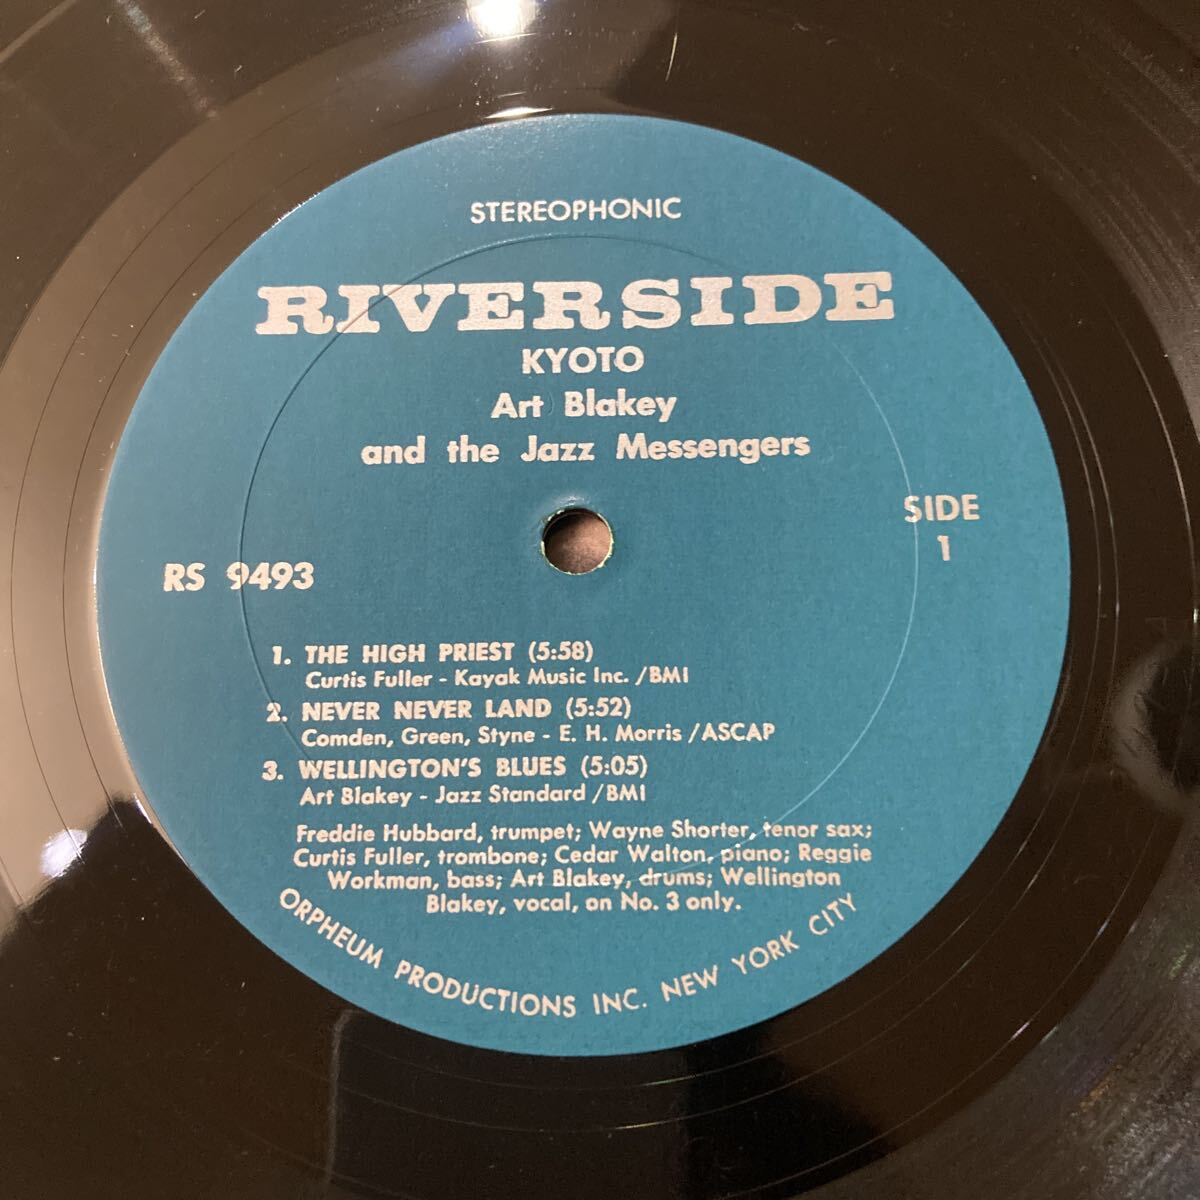 STEREOPHONIC
RIVERSIDE
KYOTO
Art Blakey
and the Jazz Messengers
SIDE
1
RS 9493
1. THE HIGH PRIEST (5:58)
Curtis Fuller - Kayak Music Inc. /BMI
2. NEVER NEVER LAND (5:52)
Comden, Green, Styne - E. H. Morris /ASCAP
3. WELLINGTON'S BLUES (5:05)
Art Blakey - Jazz Standard /BMI
Freddie Hubbard, trumpet; Wayne Shorter, tenor sax;
Curtis Fuller, trombone; Cedar Walton, piano; Reggie
Workman, bass; Art Blakey, drums; Wellington
Blakey, vocal, on No. 3 only.
ORPHEUM PRODUCTIONS INC. NEW YORK CITY